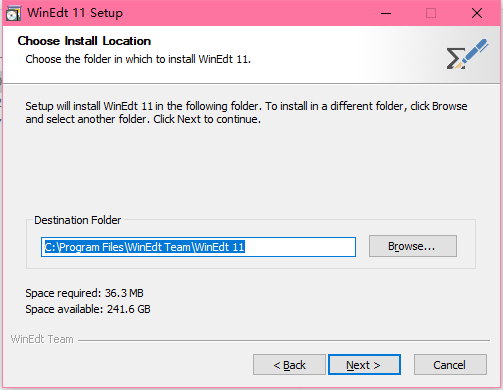 WinEdt 11 Setup
Choose Install Location
Choose the folder in which to install WinEdt 11.
Setup will install WinEdt 11 in the following folder. To install in a different folder, click Browse
and select another folder. Click Next to continue.
Destination Folder
C:\Program Files\WinEdt Team\WinEdt 11
Browse...
Space required: 36.3 MB
Space available: 241.6 GB
WinEdt Team
< Back
Next >
Cancel